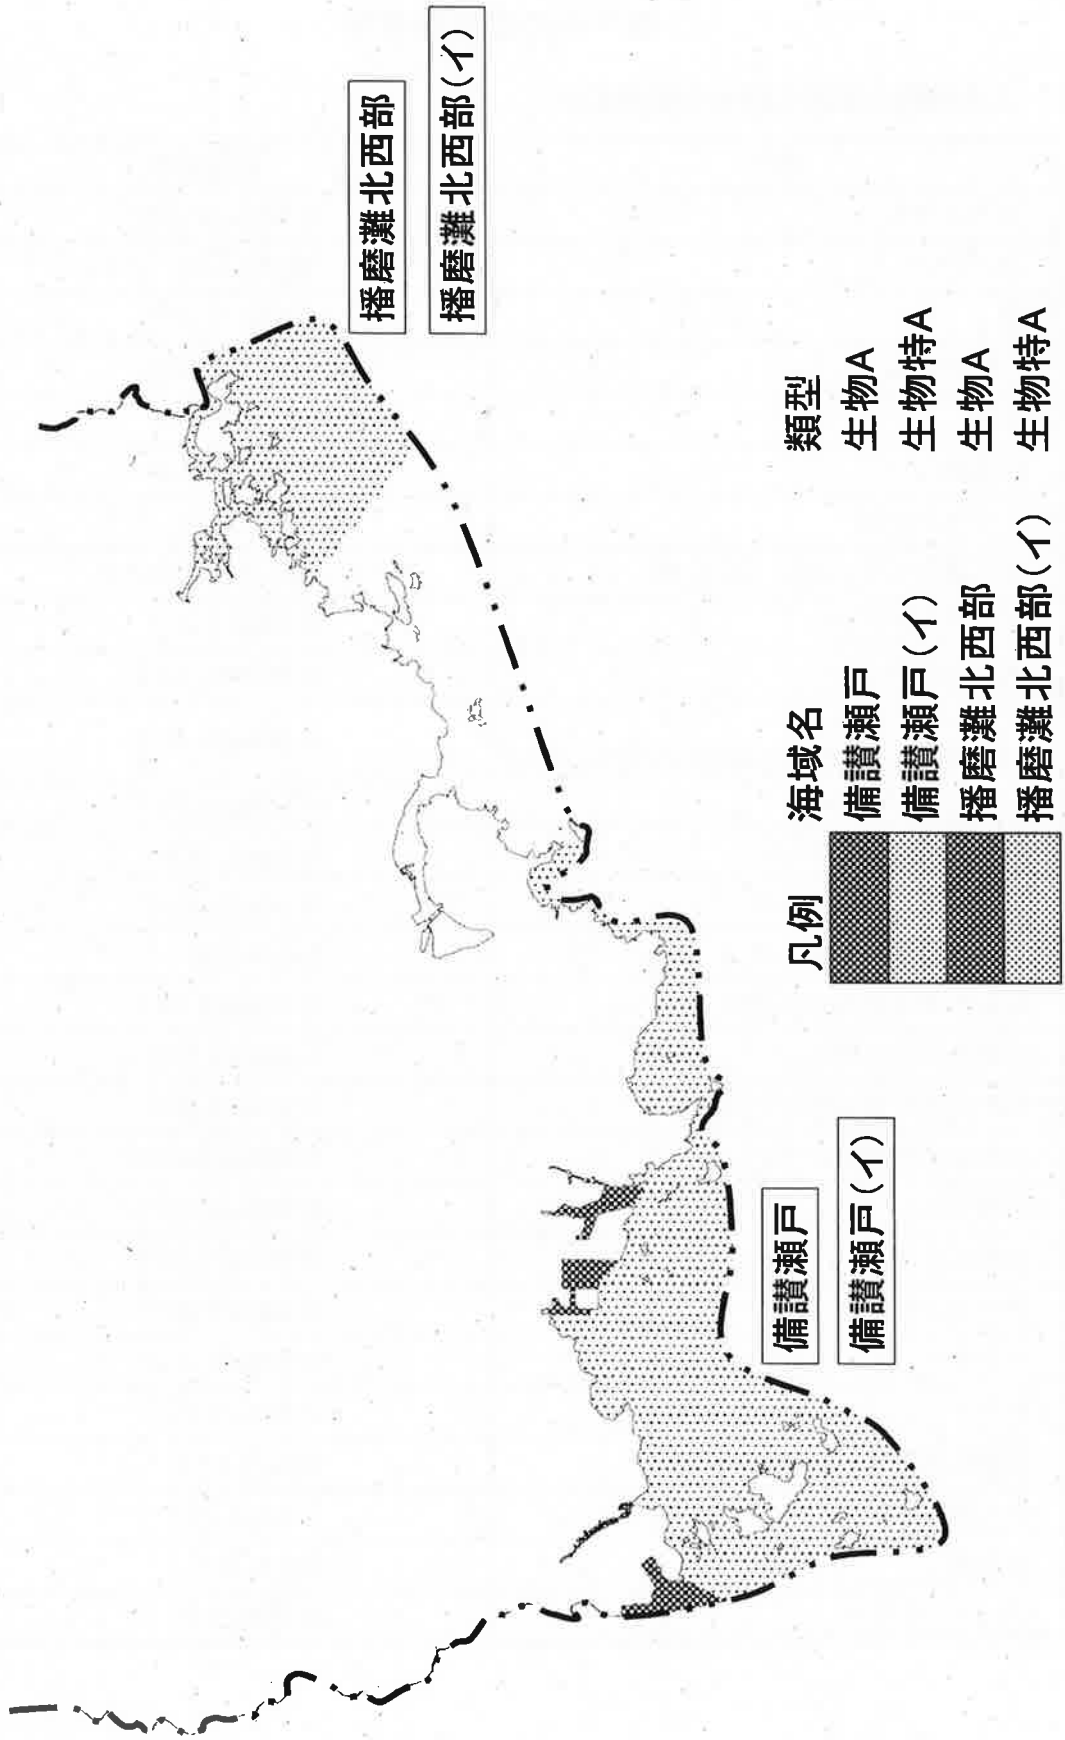 播磨灘北西部
播磨灘北西部(イ)
備讃瀬戸
備讃瀬戸(イ)
凡例 海域名 類型
備讃瀬戸 生物A
備讃瀬戸(イ) 生物特A
播磨灘北西部 生物A
播磨灘北西部(イ) 生物特A